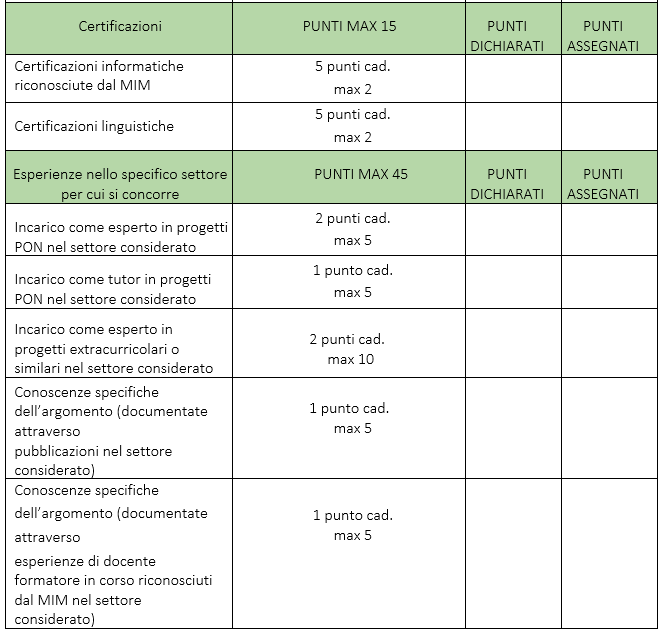 Certificazioni
PUNTI MAX 15
PUNTI
DICHIARATI
PUNTI
ASSEGNATI
Certificazioni informatiche
riconosciute dal MIM
5 punti cad.
max 2
Certificazioni linguistiche
5 punti cad.
max 2
Esperienze nello specifico settore
per cui si concorre
PUNTI MAX 45
PUNTI
DICHIARATI
PUNTI
ASSEGNATI
Incarico come esperto in progetti
PON nel settore considerato
2 punti cad.
max 5
Incarico come tutor in progetti
PON nel settore considerato
1 punto cad.
max 5
Incarico come esperto in
progetti extracurricolari o
similari nel settore considerato
2 punti cad.
max 10
Conoscenze specifiche
dell’argomento (documentate
attraverso
pubblicazioni nel settore
considerato)
1 punto cad.
max 5
Conoscenze specifiche
dell’argomento (documentate
attraverso
esperienze di docente
formatore in corso riconosciuti
dal MIM nel settore
considerato)
1 punto cad.
max 5